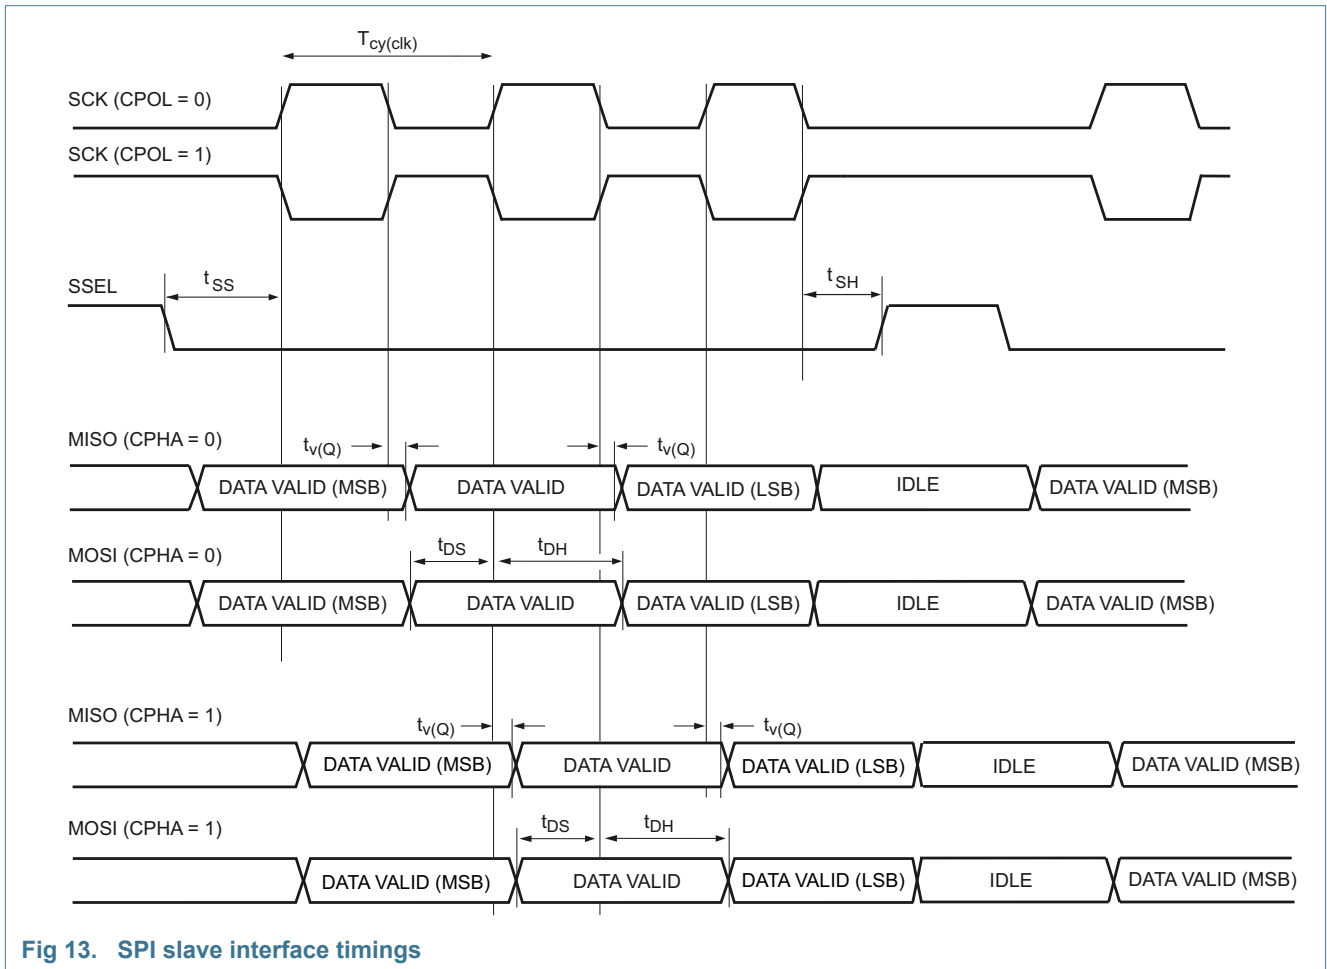 Tcy(clk)
SCK (CPOL = 0)
SCK (CPOL = 1)
SSEL
tSS
tSH
MISO (CPHA = 0)
tv(Q)
tv(Q)
DATA VALID (MSB) DATA VALID DATA VALID (LSB) IDLE DATA VALID (MSB)
MOSI (CPHA = 0)
tDS
tDH
DATA VALID (MSB) DATA VALID DATA VALID (LSB) IDLE DATA VALID (MSB)
MISO (CPHA = 1)
tv(Q)
tv(Q)
DATA VALID (MSB) DATA VALID DATA VALID (LSB) IDLE DATA VALID (MSB)
MOSI (CPHA = 1)
tDS
tDH
DATA VALID (MSB) DATA VALID DATA VALID (LSB) IDLE DATA VALID (MSB)
Fig 13. SPI slave interface timings